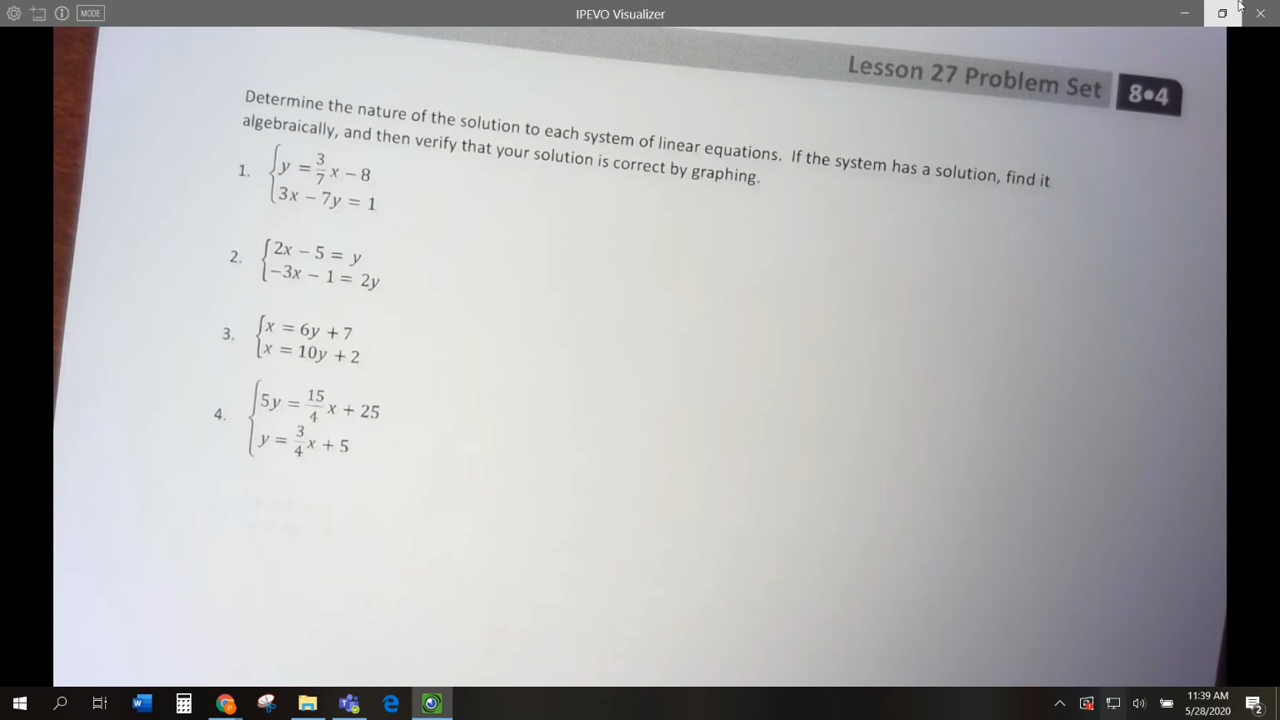 MODE
IPEVO Visualizer
Lesson 27 Problem Set 8•4
Determine the nature of the solution to each system of linear equations. If the system has a solution, find it
algebraically, and then verify that your solution is correct by graphing.
1. y = 3/7 x − 8
3x − 7y = 1
2. 2x − 5 = y
−3x − 1 = 2y
3. x = 6y + 7
x = 10y + 2
4. 5y = 15/4 x + 25
y = 3/4 x + 5
11:39 AM
5/28/2020
2